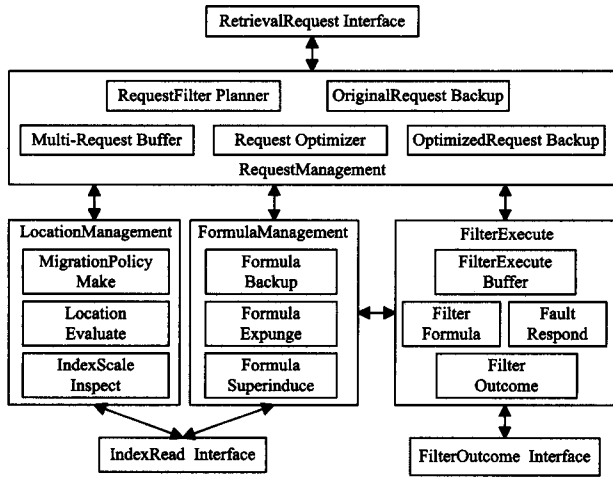 RetrievalRequest Interface
RequestFilter Planner
OriginalRequest Backup
Multi-Request Buffer
Request Optimizer
OptimizedRequest Backup
RequestManagement
LocationManagement
MigrationPolicy
Make
Location
Evaluate
IndexScale
Inspect
FormulaManagement
Formula
Backup
Formula
Expunge
Formula
Superinduce
FilterExecute
FilterExecute
Buffer
Filter
Formula
Fault
Respond
Filter
Outcome
IndexRead Interface
FilterOutcome Interface